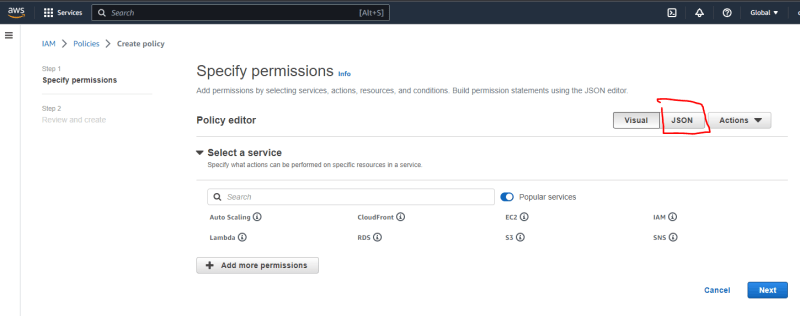 aws Services Search [Alt+S] Global
IAM > Policies > Create policy
Step 1
Specify permissions
Step 2
Review and create
Specify permissions Info
Add permissions by selecting services, actions, resources, and conditions. Build permission statements using the JSON editor.
Policy editor Visual JSON Actions
Select a service
Specify what actions can be performed on specific resources in a service.
Search Popular services
Auto Scaling CloudFront EC2 IAM
Lambda RDS S3 SNS
+ Add more permissions
Cancel Next